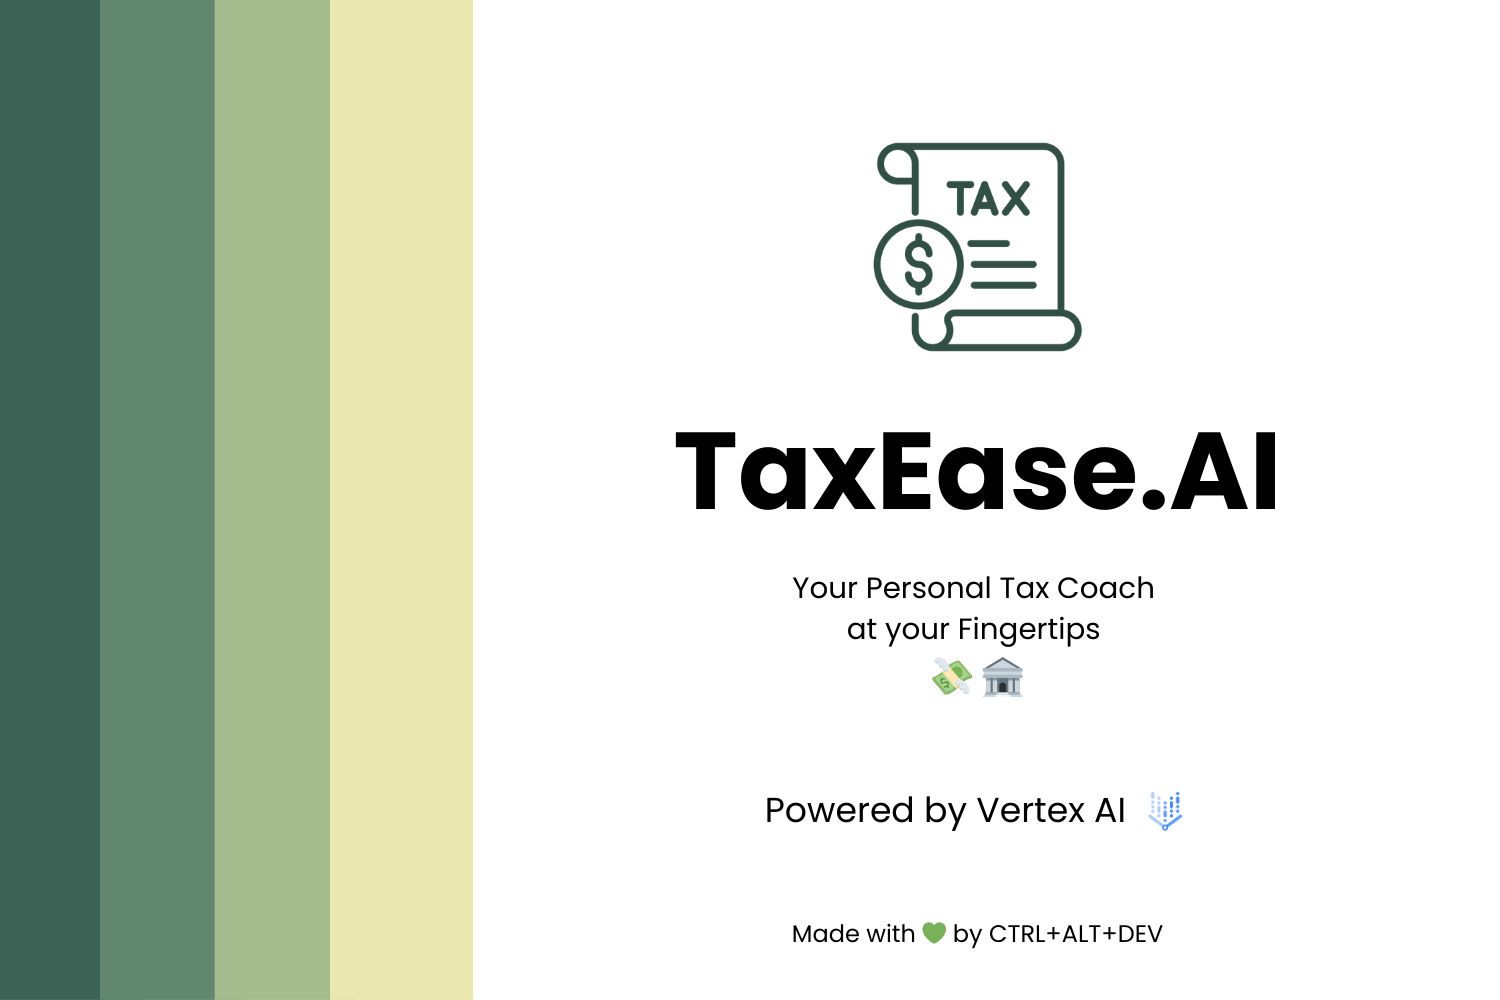 TAX
$
TaxEase.AI
Your Personal Tax Coach
at your Fingertips
💸 🏛️
Powered by Vertex AI
Made with 💚 by CTRL+ALT+DEV